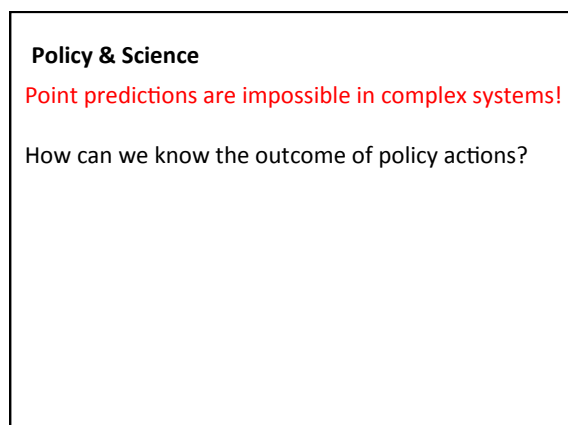 Policy & Science
Point predictions are impossible in complex systems!
How can we know the outcome of policy actions?